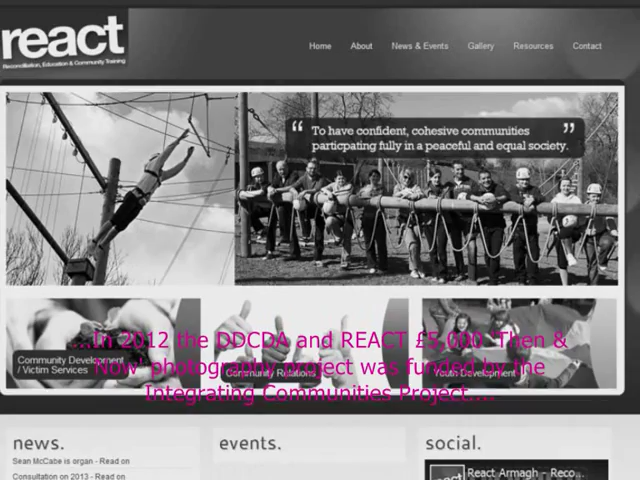 react
Reconciliation, Education & Community Training
Home About News & Events Gallery Resources Contact
“ To have confident, cohesive communities ”
particpating fully in a peaceful and equal society.
....In 2012 the DDCDA and REACT £5,000 'Then &
Now' photography project was funded by the
Integrating Communities Project....
Community Development
/ Victim Services
Community Relations
Youth Development
news.
Sean McCabe is organ - Read on
Consultation on 2013 - Read on
events.
social.
react
React Armagh - Reco...